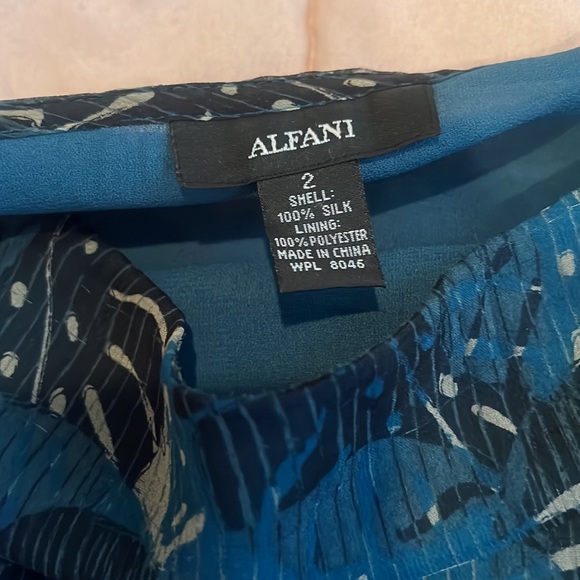 ALFANI
2
SHELL:
100% SILK
LINING:
100% POLYESTER
MADE IN CHINA
WPL 8046